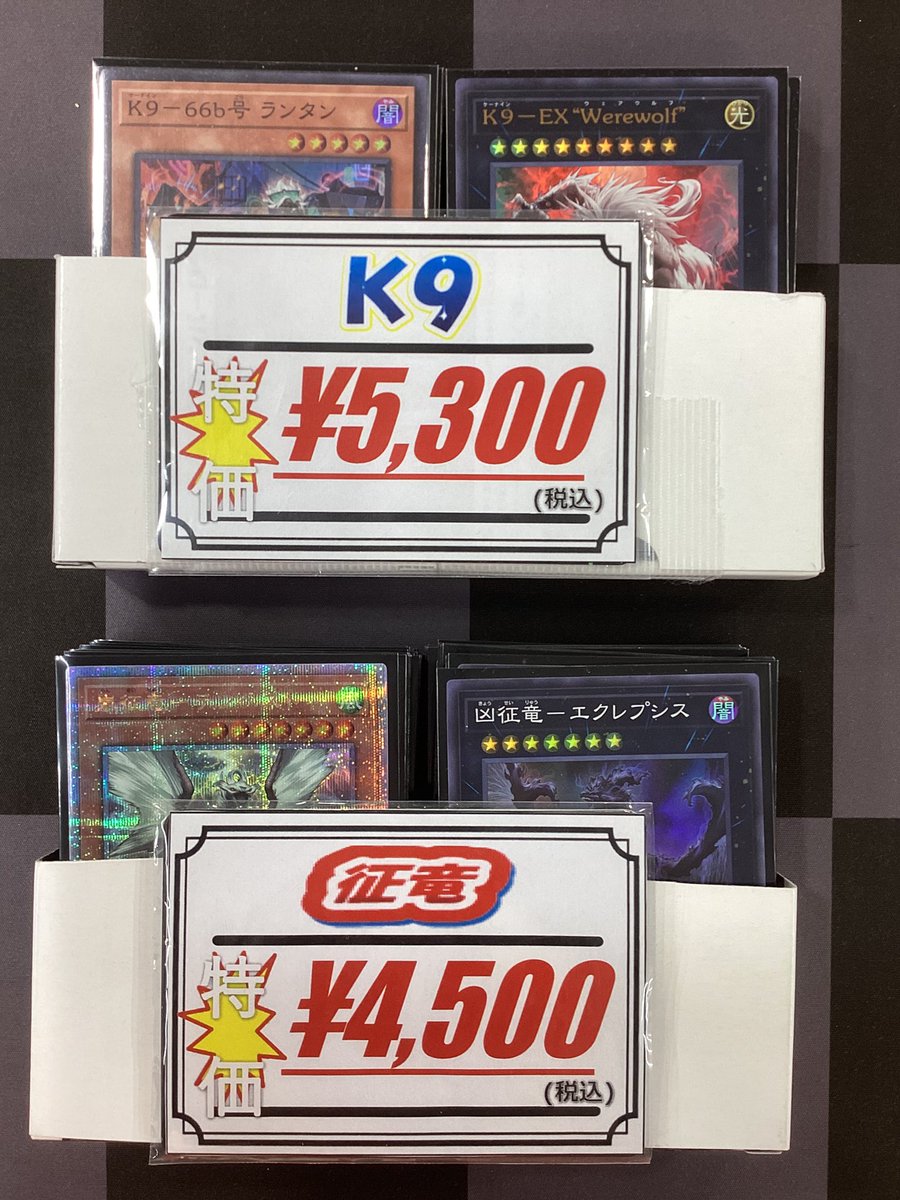 K9－66b号 ランタン
闇
K9－EX “Werewolf”
光
K9
特価
¥5,300
(税込)
凶征竜－エクレプシス
闇
征竜
特価
¥4,500
(税込)